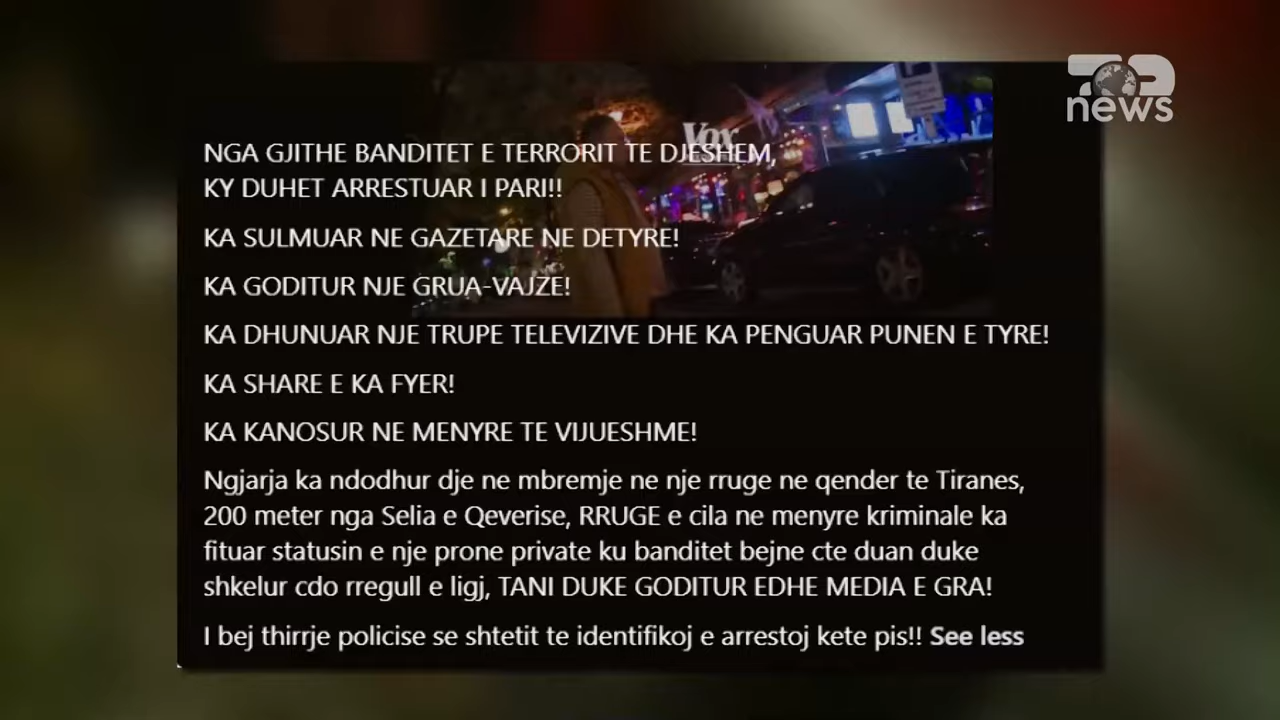 TOP
news
Vox
NGA GJITHE BANDITET E TERRORIT TE DJESHEM,
KY DUHET ARRESTUAR I PARI!!
KA SULMUAR NE GAZETARE NE DETYRE!
KA GODITUR NJE GRUA-VAJZE!
KA DHUNUAR NJE TRUPE TELEVIZIVE DHE KA PENGUAR PUNEN E TYRE!
KA SHARE E KA FYER!
KA KANOSUR NE MENYRE TE VIJUESHME!
Ngjarja ka ndodhur dje ne mbremje ne nje rruge ne qender te Tiranes,
200 meter nga Selia e Qeverise, RRUGE e cila ne menyre kriminale ka
fituar statusin e nje prone private ku banditet bejne cte duan duke
shkelur cdo rregull e ligj, TANI DUKE GODITUR EDHE MEDIA E GRA!
I bej thirrje policise se shtetit te identifikoj e arrestoj kete pis!! See less